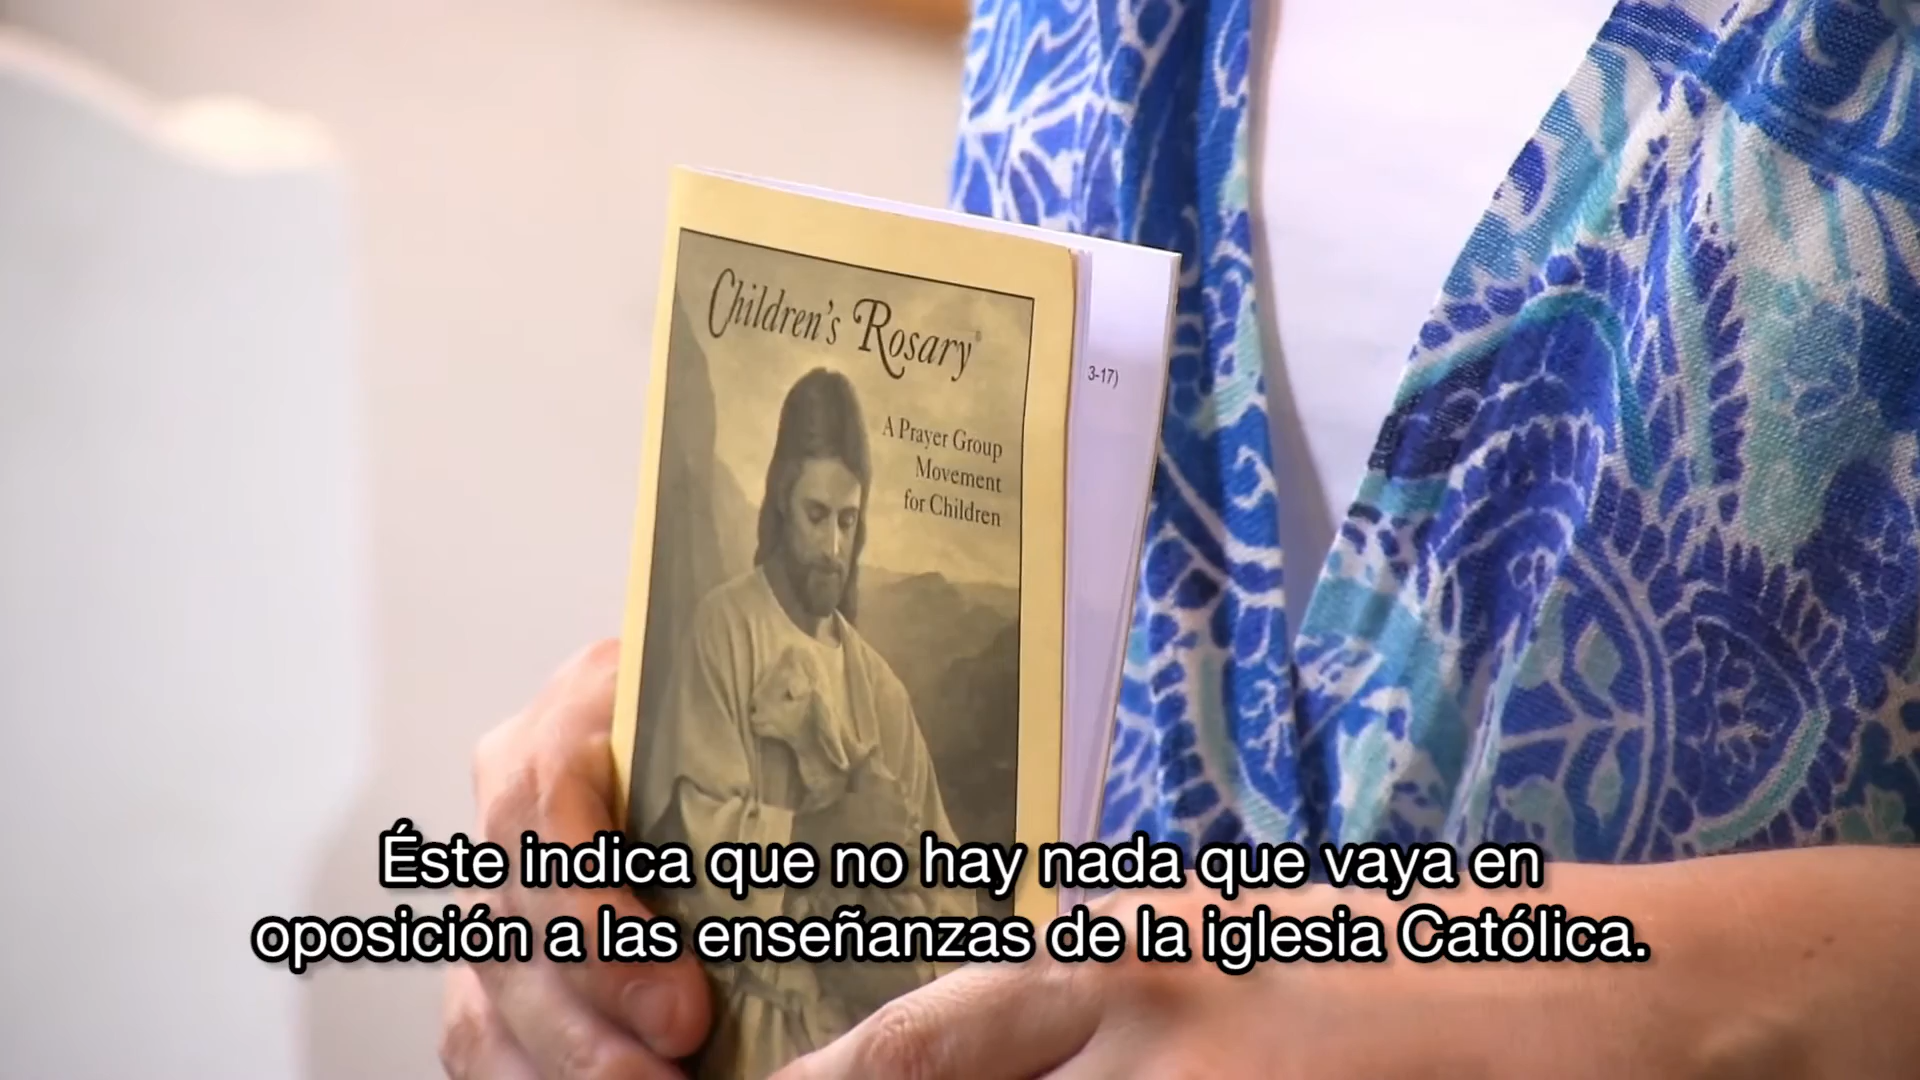 Children's Rosary®
A Prayer Group
Movement
for Children
3-17)
Éste indica que no hay nada que vaya en
oposición a las enseñanzas de la iglesia Católica.